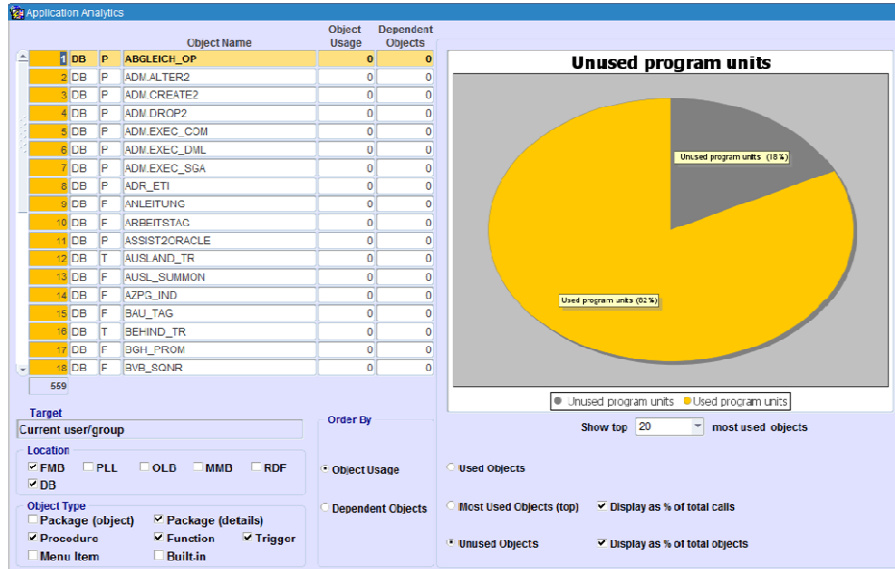 Application Analytics
Object Name Object Usage Dependent Objects
1 DB P ABGLEICH_OP 0 0
2 DB P ADM.ALTER2 0 0
3 DB P ADM.CREATE2 0 0
4 DB P ADM.DROP2 0 0
5 DB P ADM.EXEC_COM 0 0
6 DB P ADM.EXEC_DML 0 0
7 DB P ADM.EXEC_SGA 0 0
8 DB P ADR_ETI 0 0
9 DB F ANLEITUNG 0 0
10 DB F ARBEITSTAG 0 0
11 DB P ASSIST2ORACLE 0 0
12 DB T AUSLAND_TR 0 0
13 DB F AUSL_SUMMON 0 0
14 DB F AZPG_IND 0 0
15 DB F BAU_TAG 0 0
16 DB T BEHIND_TR 0 0
17 DB F BGH_PROM 0 0
18 DB F BVB_SQNR 0 0
559
Unused program units
Unused program units (18%)
Used program units (82%)
Unused program units Used program units
Target
Current user/group
Location
FMB PLL OLB MMB RDF
DB
Object Type
Package (object) Package (details)
Procedure Function Trigger
Menu Item Built-in
Order By
Object Usage
Dependent Objects
Show top 20 most used objects
Used Objects
Most Used Objects (top) Display as % of total calls
Unused Objects Display as % of total objects